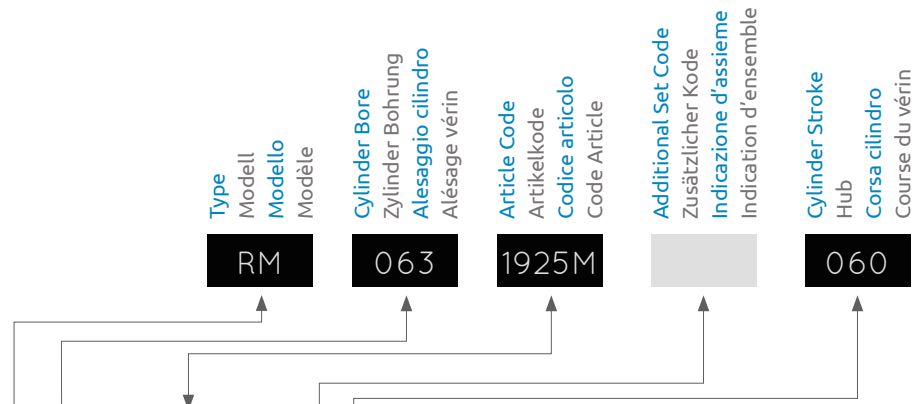 Type
Modell
Modello
Modèle
Cylinder Bore
Zylinder Bohrung
Alesaggio cilindro
Alésage vérin
Article Code
Artikelkode
Codice articolo
Code Article
Additional Set Code
Zusätzlicher Kode
Indicazione d'assieme
Indication d'ensemble
Cylinder Stroke
Hub
Corsa cilindro
Course du vérin
RM
063
1925M
060